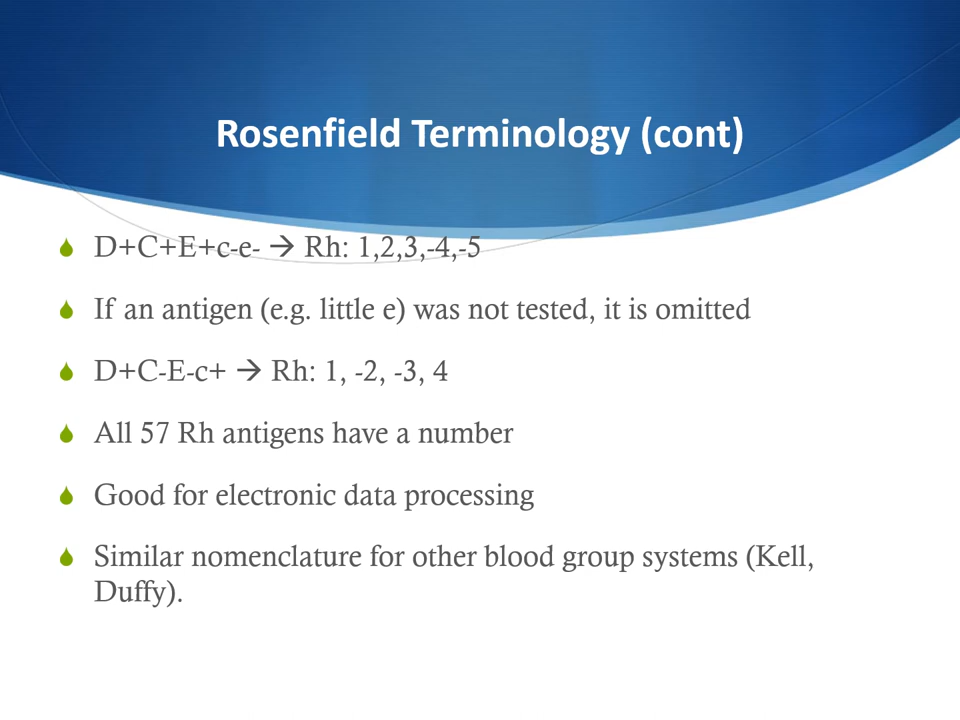 Rosenfield Terminology (cont)
D+C+E+c-e- → Rh: 1,2,3,-4,-5
If an antigen (e.g. little e) was not tested, it is omitted
D+C-E-c+ → Rh: 1, -2, -3, 4
All 57 Rh antigens have a number
Good for electronic data processing
Similar nomenclature for other blood group systems (Kell,
Duffy).